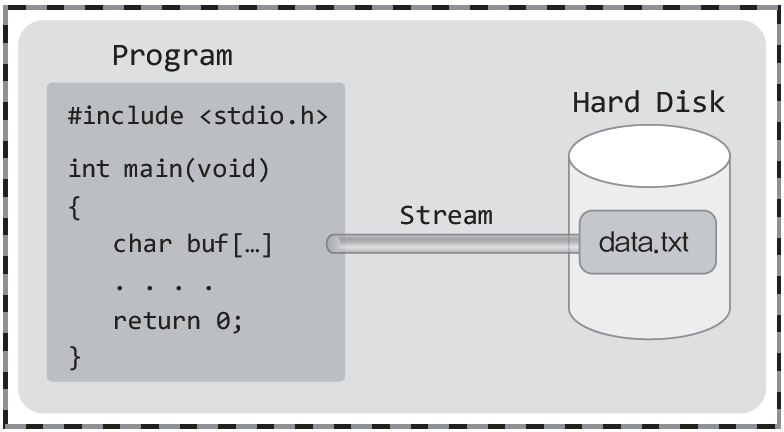 Program
#include <stdio.h>
int main(void)
{
char buf[…]
. . . .
return 0;
}
Stream
Hard Disk
data.txt